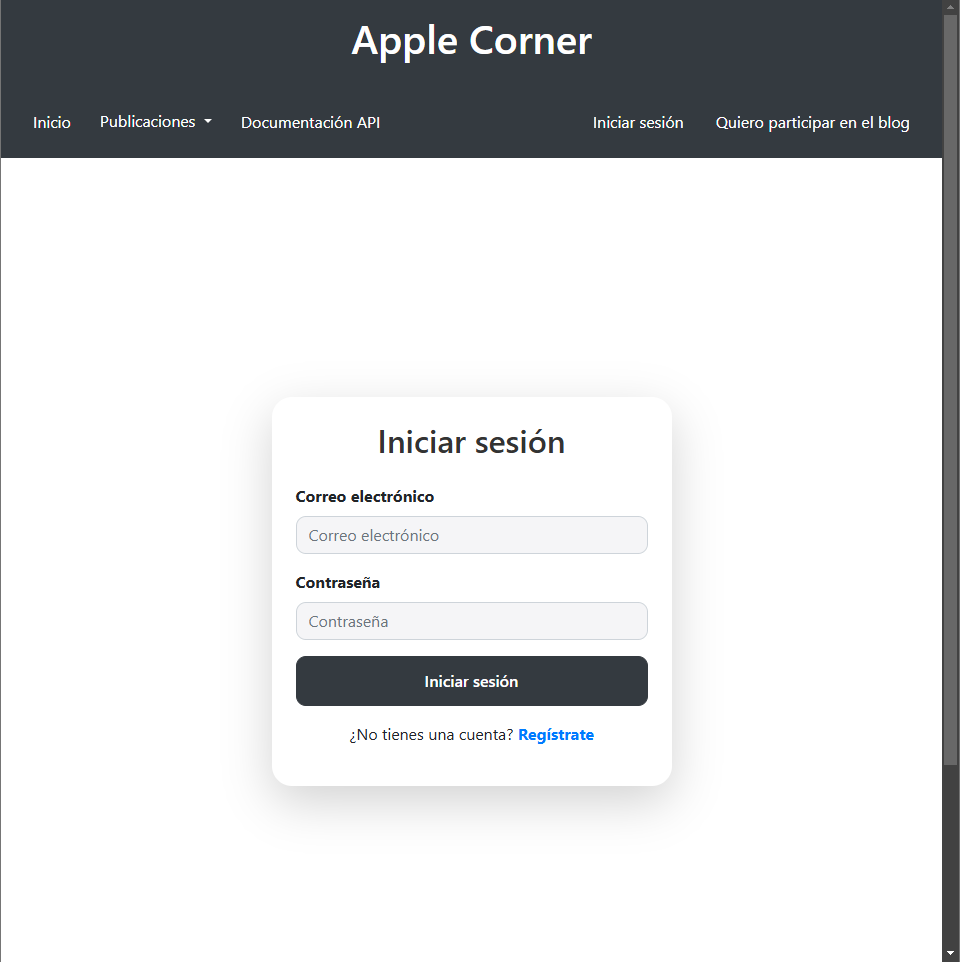 Apple Corner
Inicio Publicaciones Documentación API Iniciar sesión Quiero participar en el blog
Iniciar sesión
Correo electrónico
Correo electrónico
Contraseña
Contraseña
Iniciar sesión
¿No tienes una cuenta? Regístrate